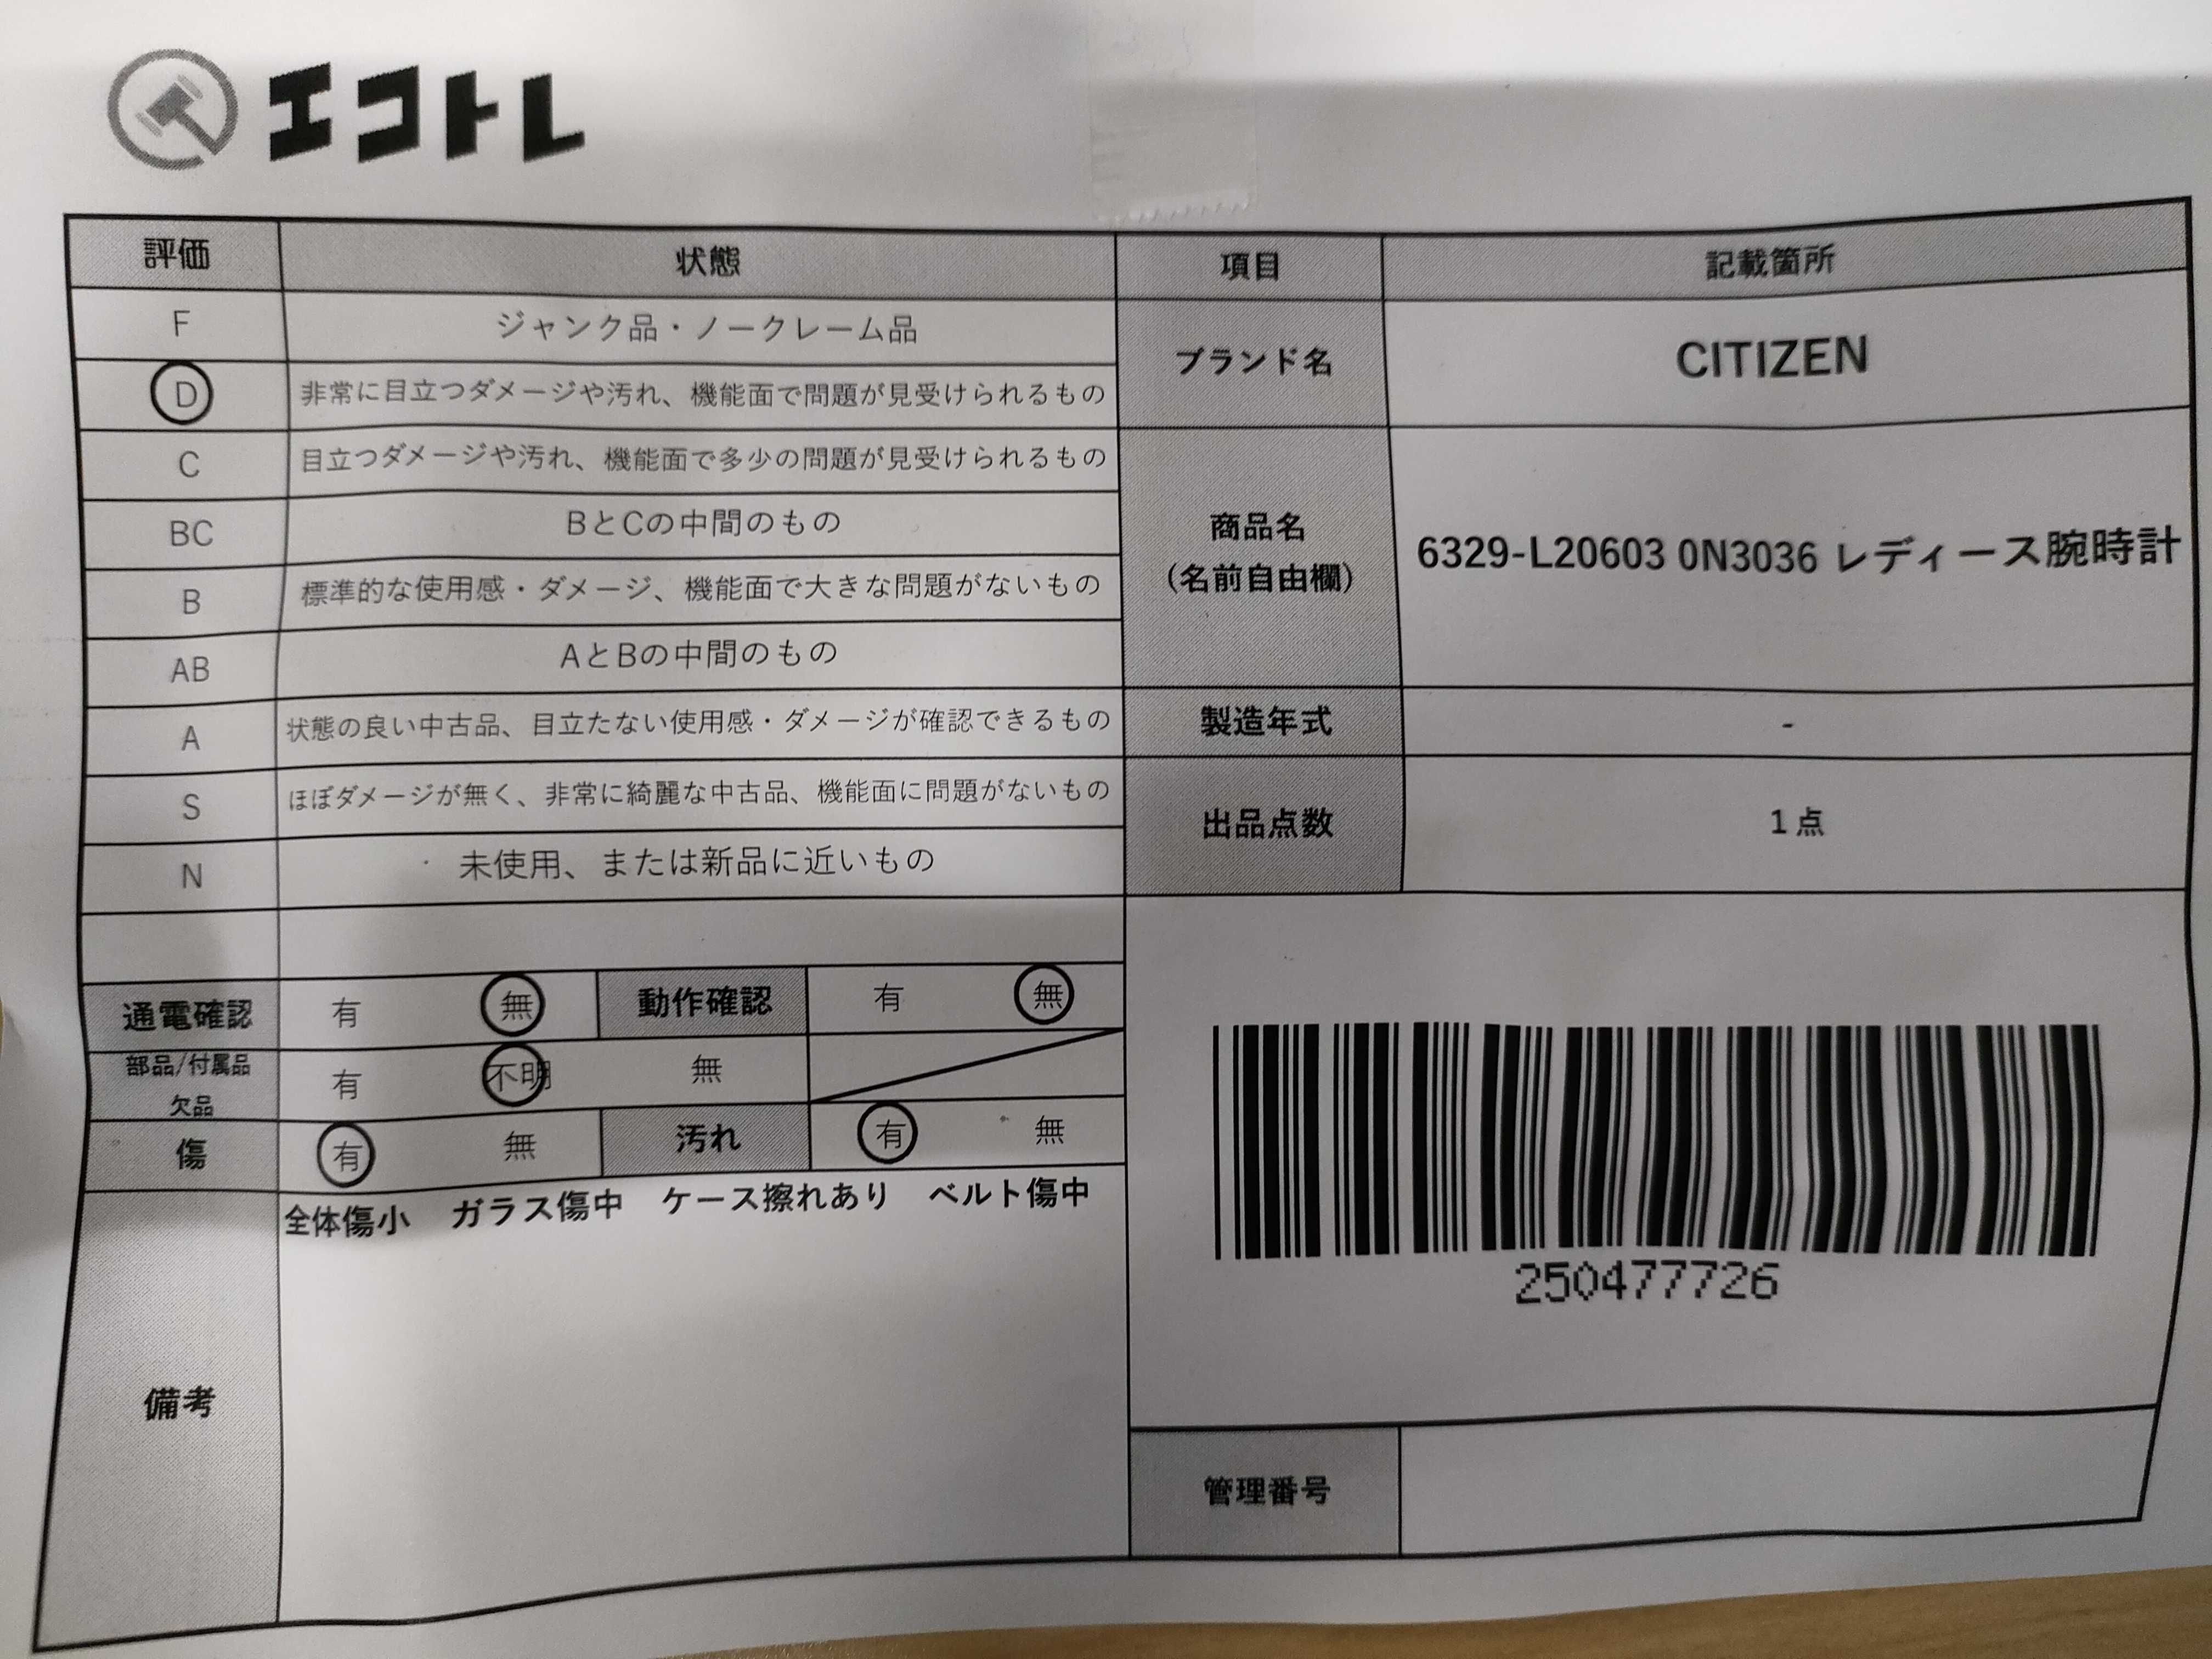 エコトレ
評価 状態 項目 記載箇所
F ジャンク品・ノークレーム品
D 非常に目立つダメージや汚れ、機能面で問題が見受けられるもの
C 目立つダメージや汚れ、機能面で多少の問題が見受けられるもの
BC BとCの中間のもの
B 標準的な使用感・ダメージ、機能面で大きな問題がないもの
AB AとBの中間のもの
A 状態の良い中古品、目立たない使用感・ダメージが確認できるもの
S ほぼダメージが無く、非常に綺麗な中古品、機能面に問題がないもの
N 未使用、または新品に近いもの
ブランド名 CITIZEN
商品名
(名前自由欄)
6329-L20603 0N3036 レディース腕時計
製造年式 -
出品点数 1点
通電確認 有 無 動作確認 有 無
部品/付属品
欠品
有 不明 無
傷 有 無 汚れ 有 無
備考
全体傷小 ガラス傷中 ケース擦れあり ベルト傷中
250477726
管理番号